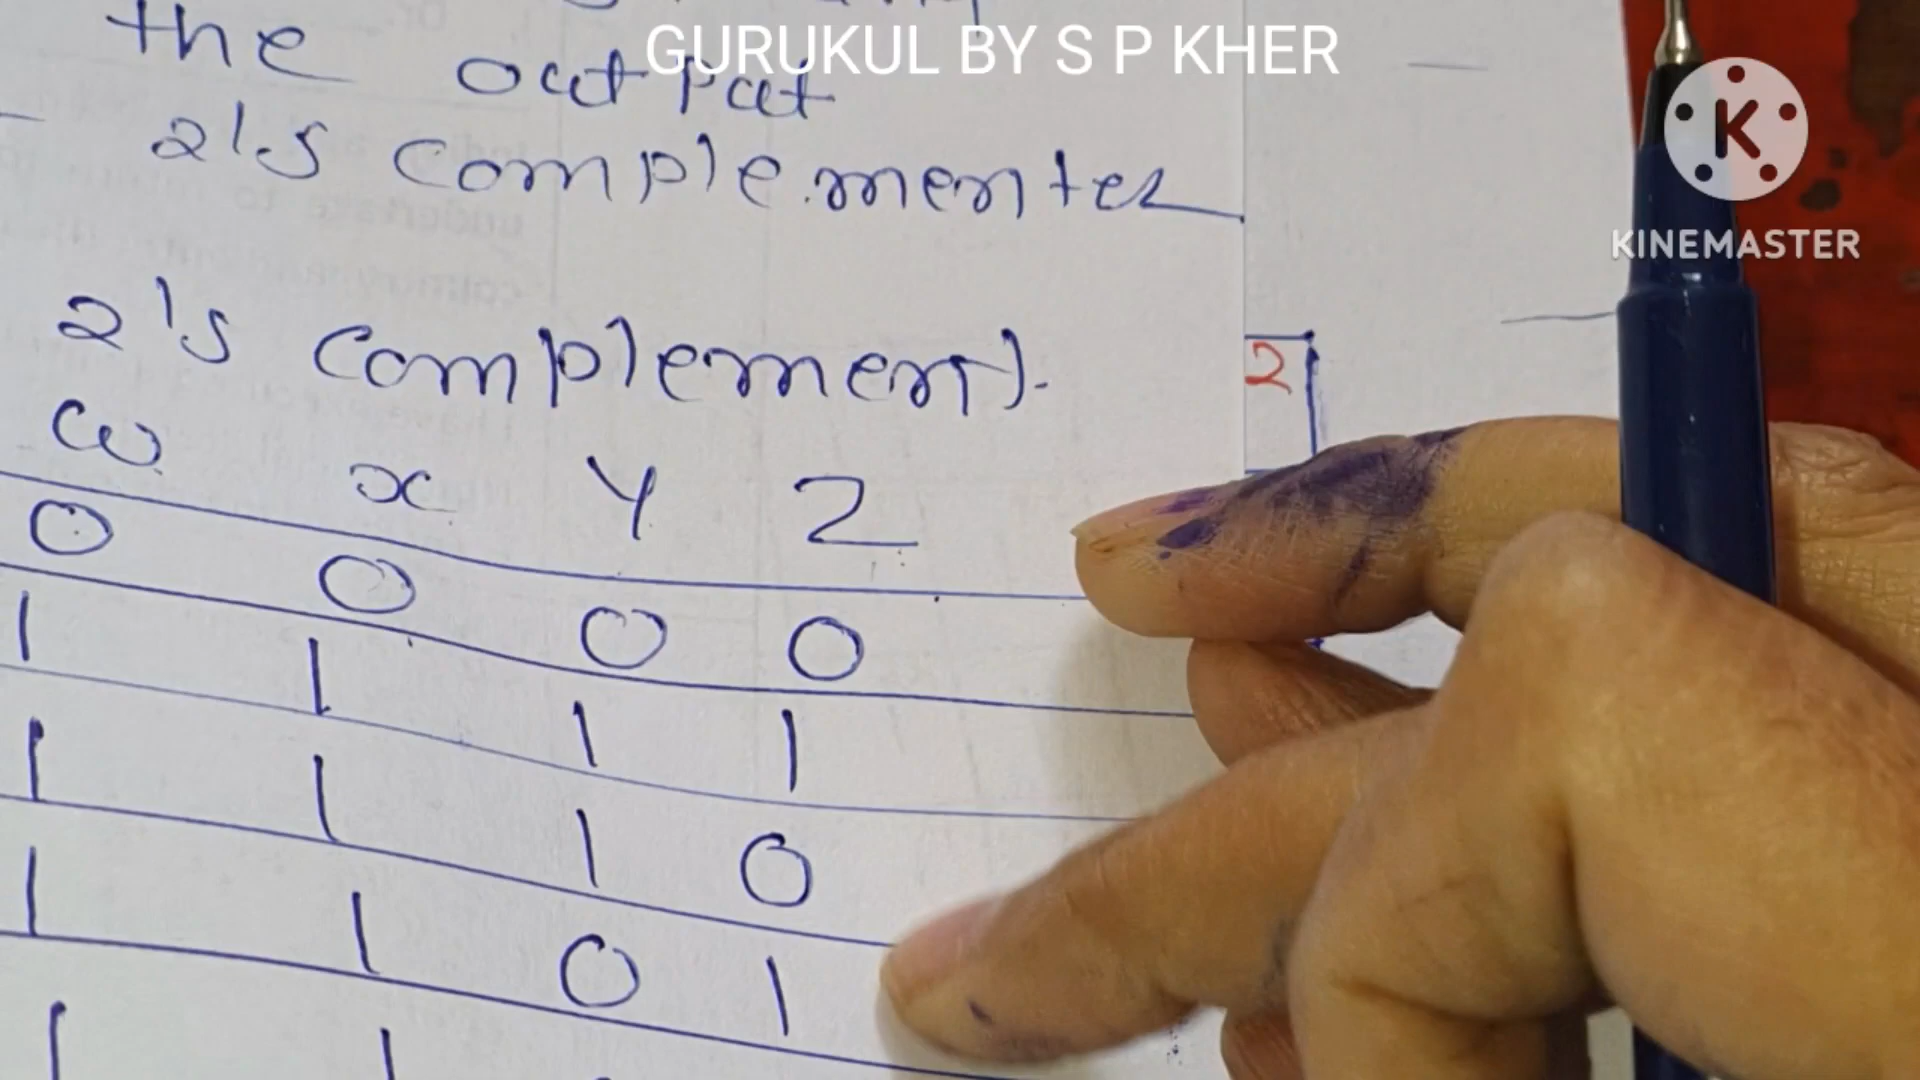 GURUKUL BY S P KHER
the output
2's complementer
K
KINEMASTER
2's complement.
2
w x y z
0 0 0 0
1 1 1 1
1 1 1 0
1 1 0 1
1 1